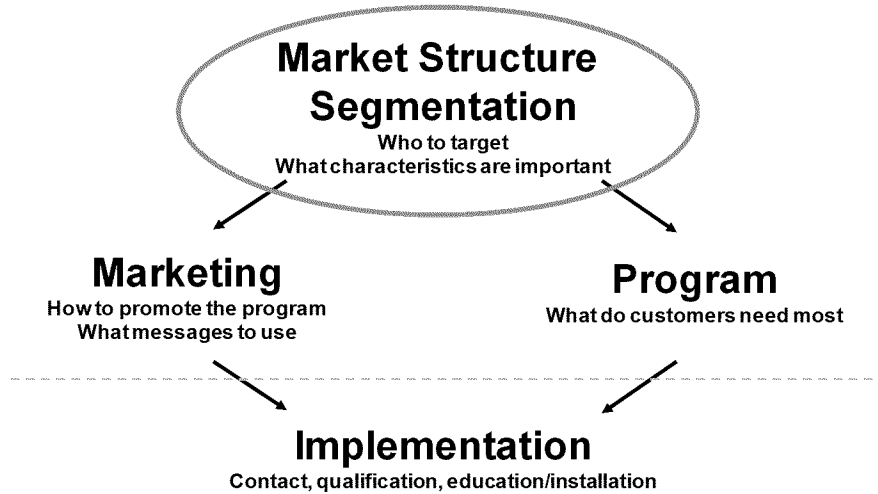 Market Structure
Segmentation
Who to target
What characteristics are important
Marketing
How to promote the program
What messages to use
Program
What do customers need most
Implementation
Contact, qualification, education/installation